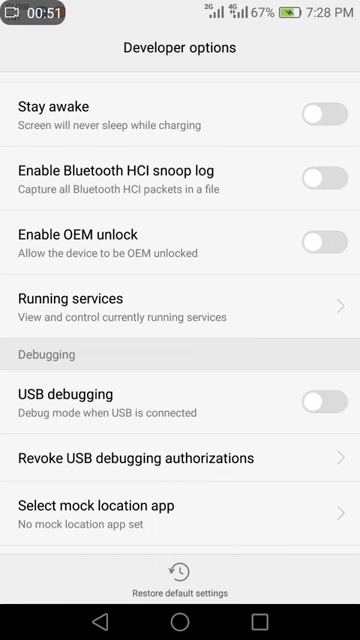 00:51
2G 4G 67% 7:28 PM
Developer options
Stay awake
Screen will never sleep while charging
Enable Bluetooth HCI snoop log
Capture all Bluetooth HCI packets in a file
Enable OEM unlock
Allow the device to be OEM unlocked
Running services
View and control currently running services
Debugging
USB debugging
Debug mode when USB is connected
Revoke USB debugging authorizations
Select mock location app
No mock location app set
Restore default settings